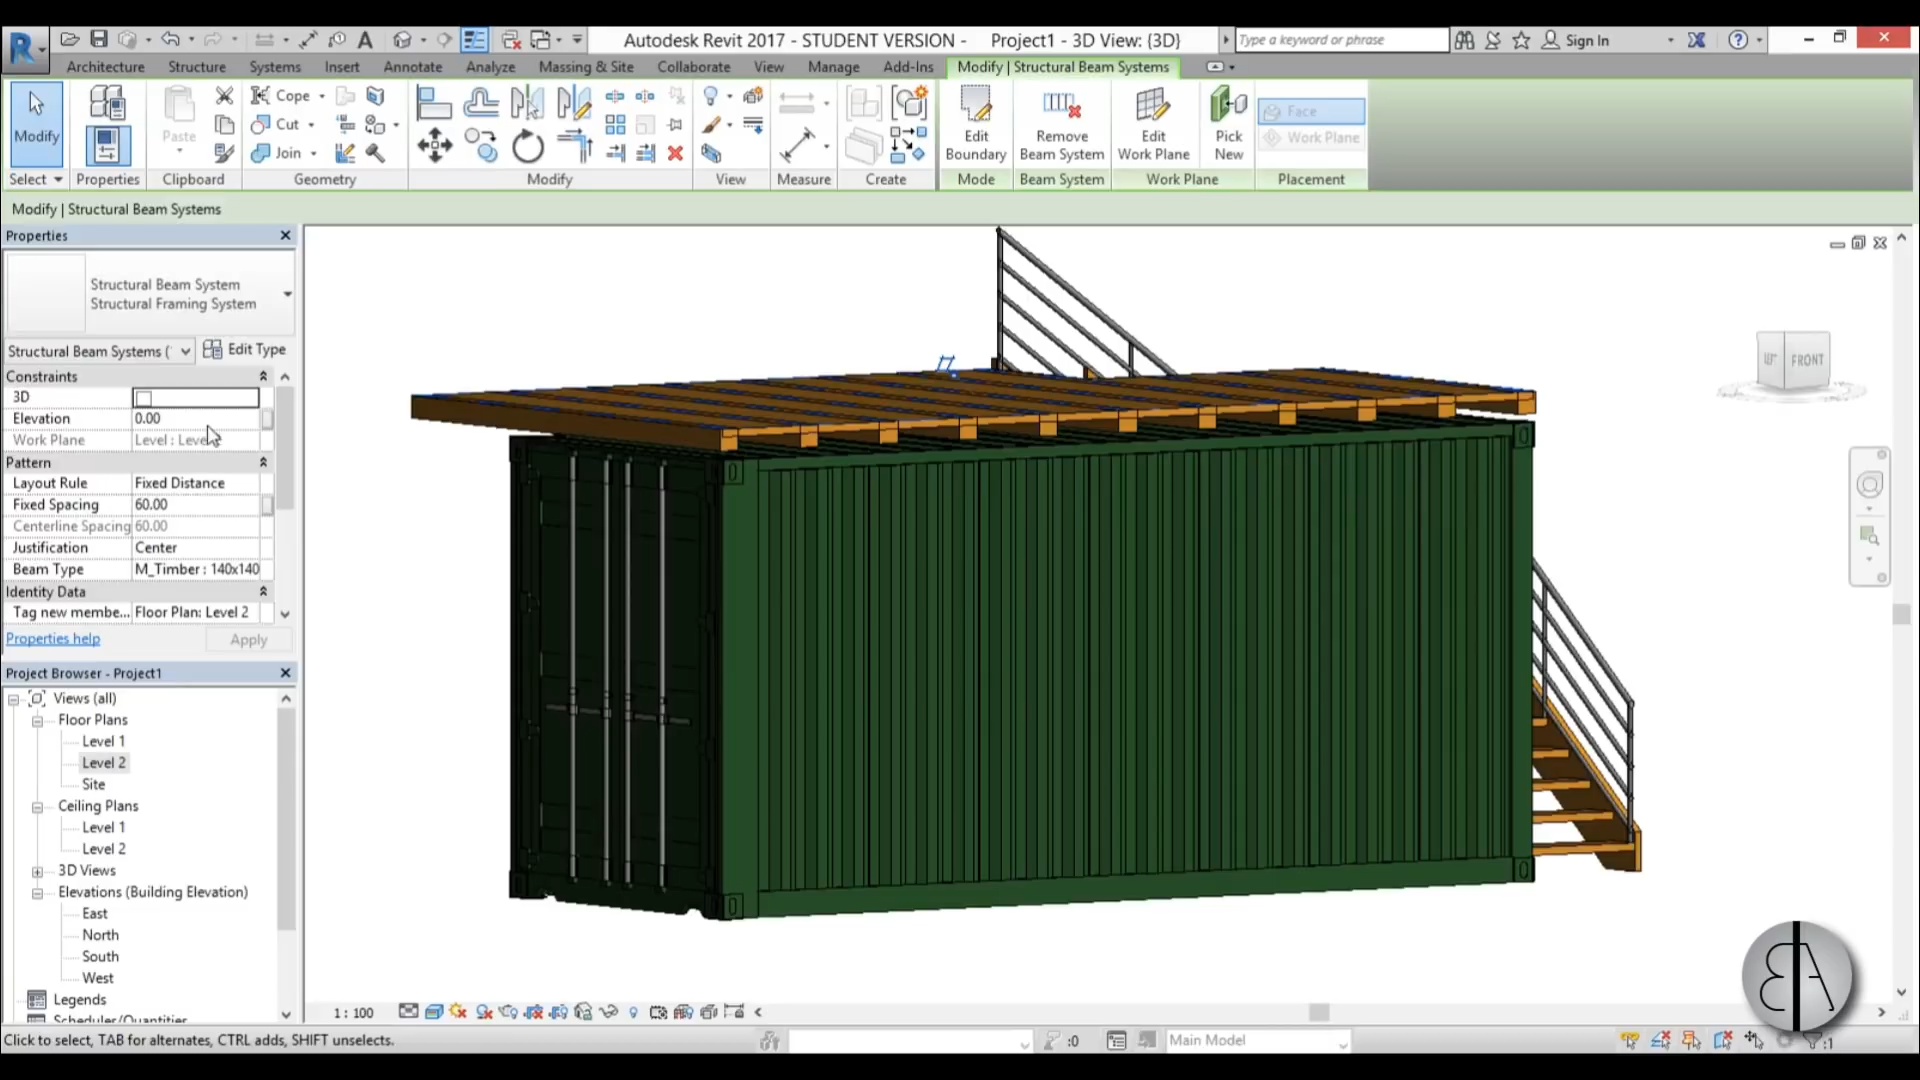 Autodesk Revit 2017 - STUDENT VERSION - Project1 - 3D View: {3D}
Type a keyword or phrase
Sign In
Architecture Structure Systems Insert Annotate Analyze Massing & Site Collaborate View Manage Add-Ins Modify | Structural Beam Systems
Modify
Paste
Cope
Cut
Join
Edit Boundary
Remove Beam System
Edit Work Plane
Pick New
Face
Work Plane
Select Properties Clipboard Geometry Modify View Measure Create Mode Beam System Work Plane Placement
Modify | Structural Beam Systems
Properties
Structural Beam System
Structural Framing System
Structural Beam Systems ( Edit Type
Constraints
3D
Elevation 0.00
Work Plane Level : Leve
Pattern
Layout Rule Fixed Distance
Fixed Spacing 60.00
Centerline Spacing 60.00
Justification Center
Beam Type M_Timber : 140x140
Identity Data
Tag new membe... Floor Plan: Level 2
Properties help Apply
Project Browser - Project1
Views (all)
Floor Plans
Level 1
Level 2
Site
Ceiling Plans
Level 1
Level 2
3D Views
Elevations (Building Elevation)
East
North
South
West
Legends
Schedules/Quantities
FRONT
1 : 100
Click to select, TAB for alternates, CTRL adds, SHIFT unselects.
:0
Main Model
:1